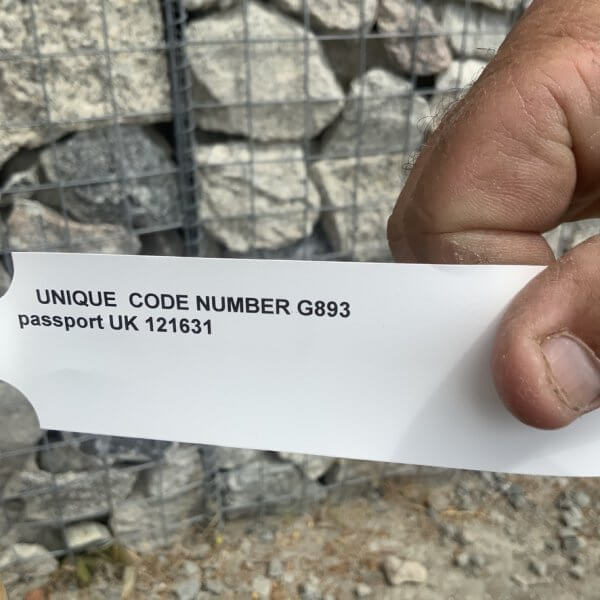 UNIQUE CODE NUMBER G893
passport UK 121631